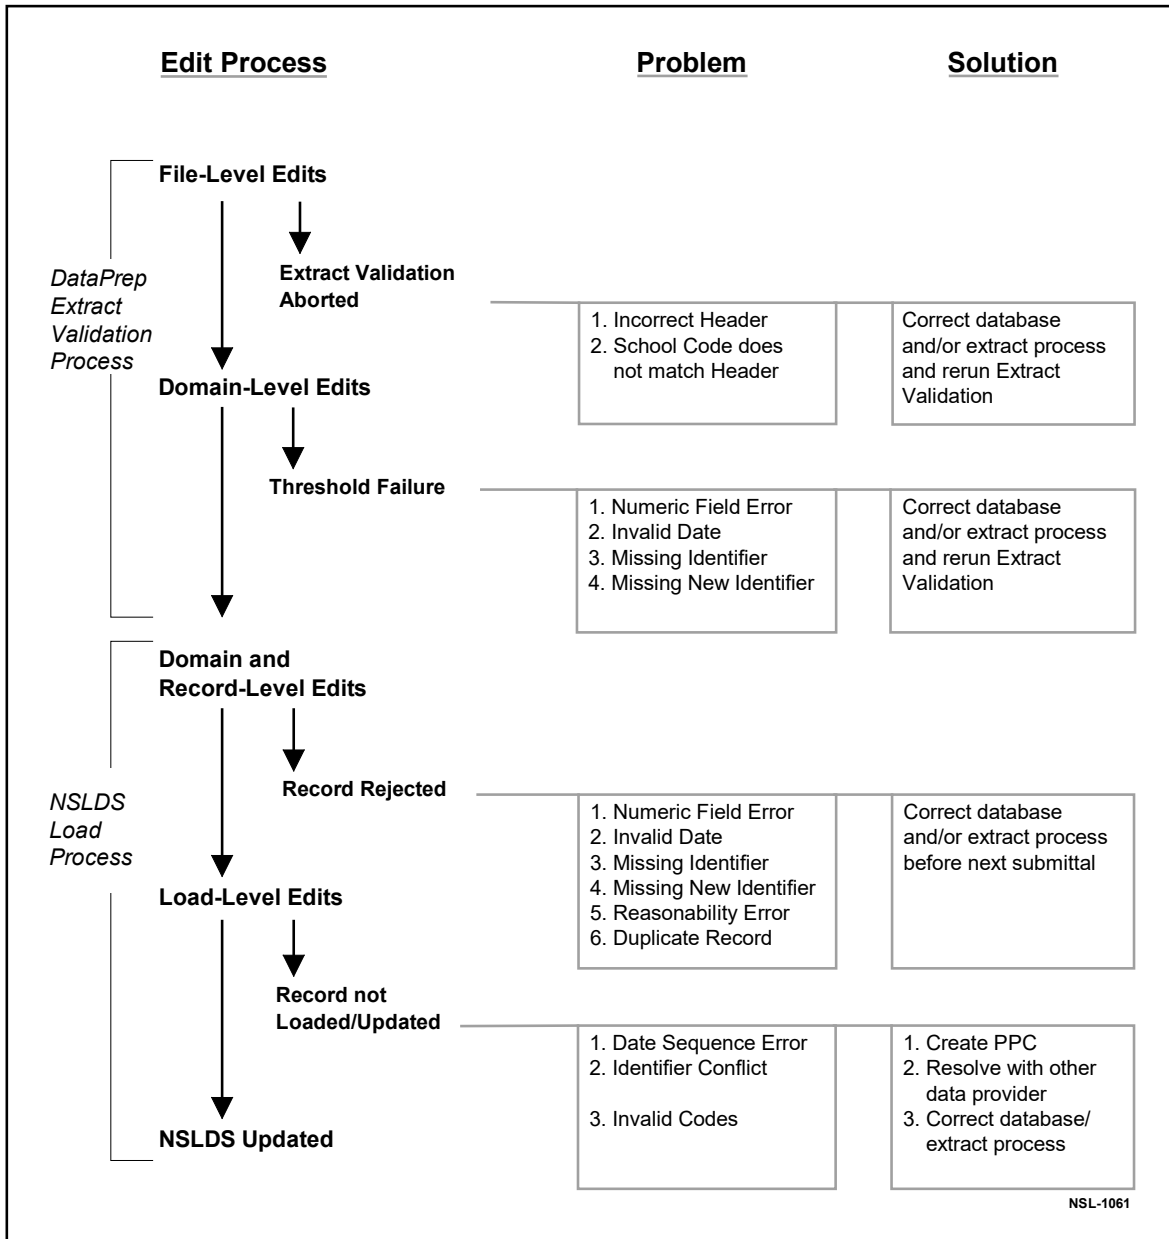 Edit Process
Problem
Solution
File-Level Edits
DataPrep
Extract
Validation
Process
Extract Validation
Aborted
1. Incorrect Header
2. School Code does
not match Header
Correct database
and/or extract process
and rerun Extract
Validation
Domain-Level Edits
Threshold Failure
1. Numeric Field Error
2. Invalid Date
3. Missing Identifier
4. Missing New Identifier
Correct database
and/or extract process
and rerun Extract
Validation
Domain and
Record-Level Edits
NSLDS
Load
Process
Record Rejected
1. Numeric Field Error
2. Invalid Date
3. Missing Identifier
4. Missing New Identifier
5. Reasonability Error
6. Duplicate Record
Correct database
and/or extract process
before next submittal
Load-Level Edits
Record not
Loaded/Updated
1. Date Sequence Error
2. Identifier Conflict
3. Invalid Codes
1. Create PPC
2. Resolve with other
data provider
3. Correct database/
extract process
NSLDS Updated
NSL-1061